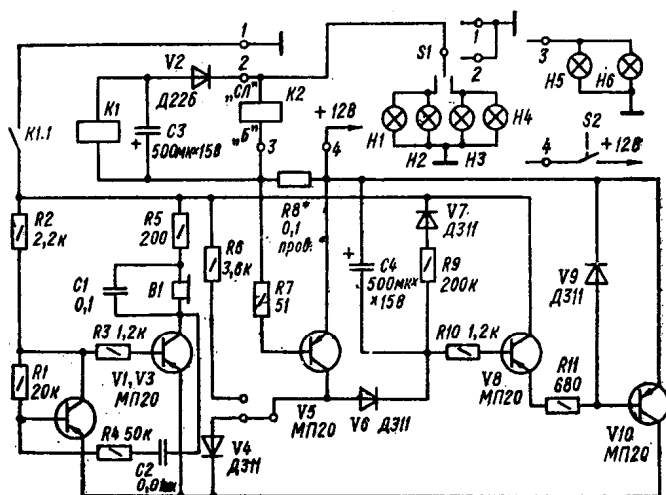 1
2
3
4
1
2
S1
3
H5
H6
S2
+12В
V2
Д226
К1
К2
„СЛ“
„Б“
+12В
C3
500мк×15В
H1
H2
H3
H4
К1.1
R2
2,2к
R5
200
R6
3,6к
R8*
0,1
пров.
C4
500мк×
×15В
V7
Д311
R9
200к
V9
Д311
C1
0,1
B1
R7
51
R3 1,2к
R10 1,2к
R11
680
R1
20к
V1, V3
МП20
V5
МП20
V6 Д311
V8
МП20
V10
МП20
R4 50к
C2
V4
Д311
4